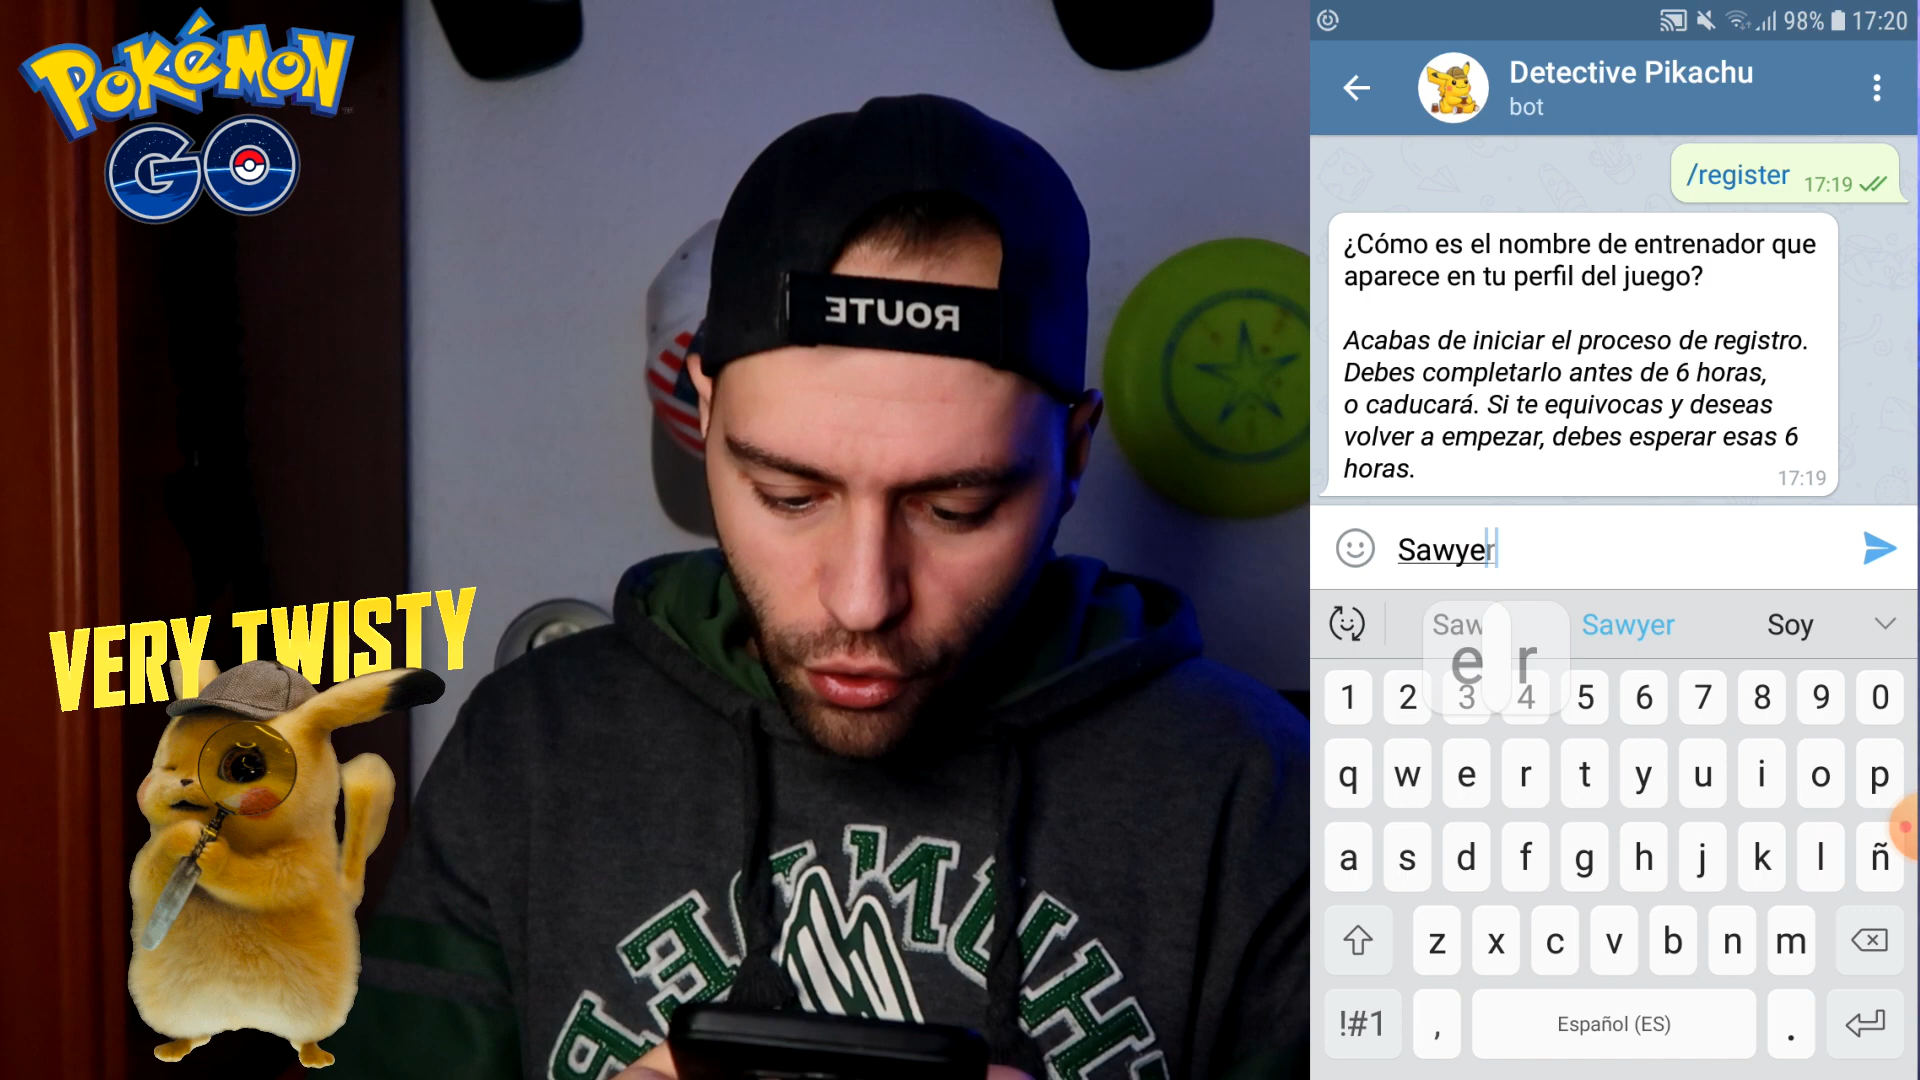 POKéMON
GO
VERY TWISTY
ROUTE
98% 17:20
Detective Pikachu
bot
/register 17:19
¿Cómo es el nombre de entrenador que
aparece en tu perfil del juego?
Acabas de iniciar el proceso de registro.
Debes completarlo antes de 6 horas,
o caducará. Si te equivocas y deseas
volver a empezar, debes esperar esas 6
horas.
17:19
Sawyer
Saw Sawyer Soy
e r
1 2 3 4 5 6 7 8 9 0
q w e r t y u i o p
a s d f g h j k l ñ
z x c v b n m
!#1 , Español (ES) .